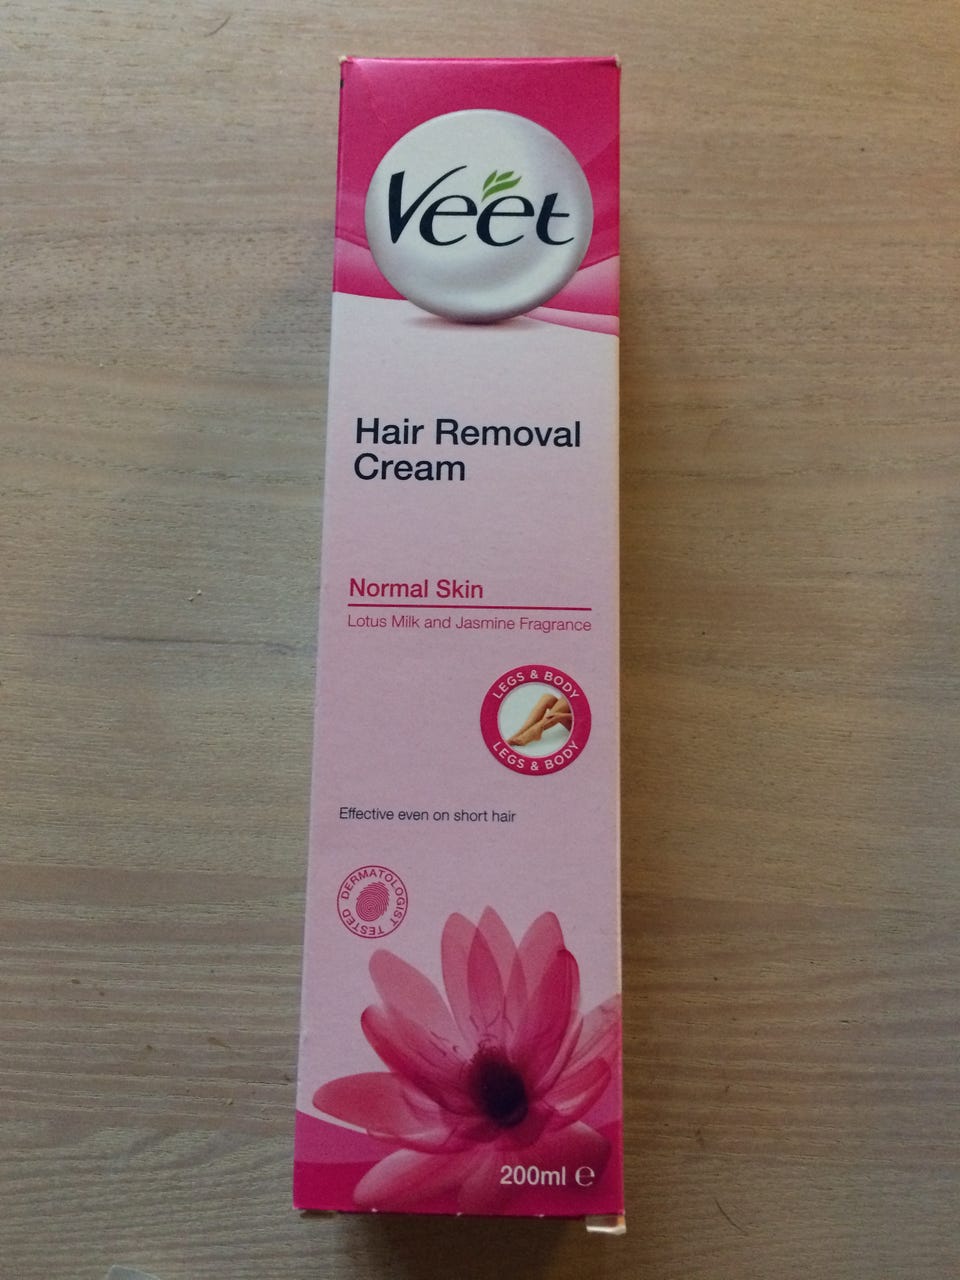 Veet
Hair Removal
Cream
Normal Skin
Lotus Milk and Jasmine Fragrance
LEGS & BODY
LEGS & BODY
Effective even on short hair
DERMATOLOGIST TESTED
200ml ℮